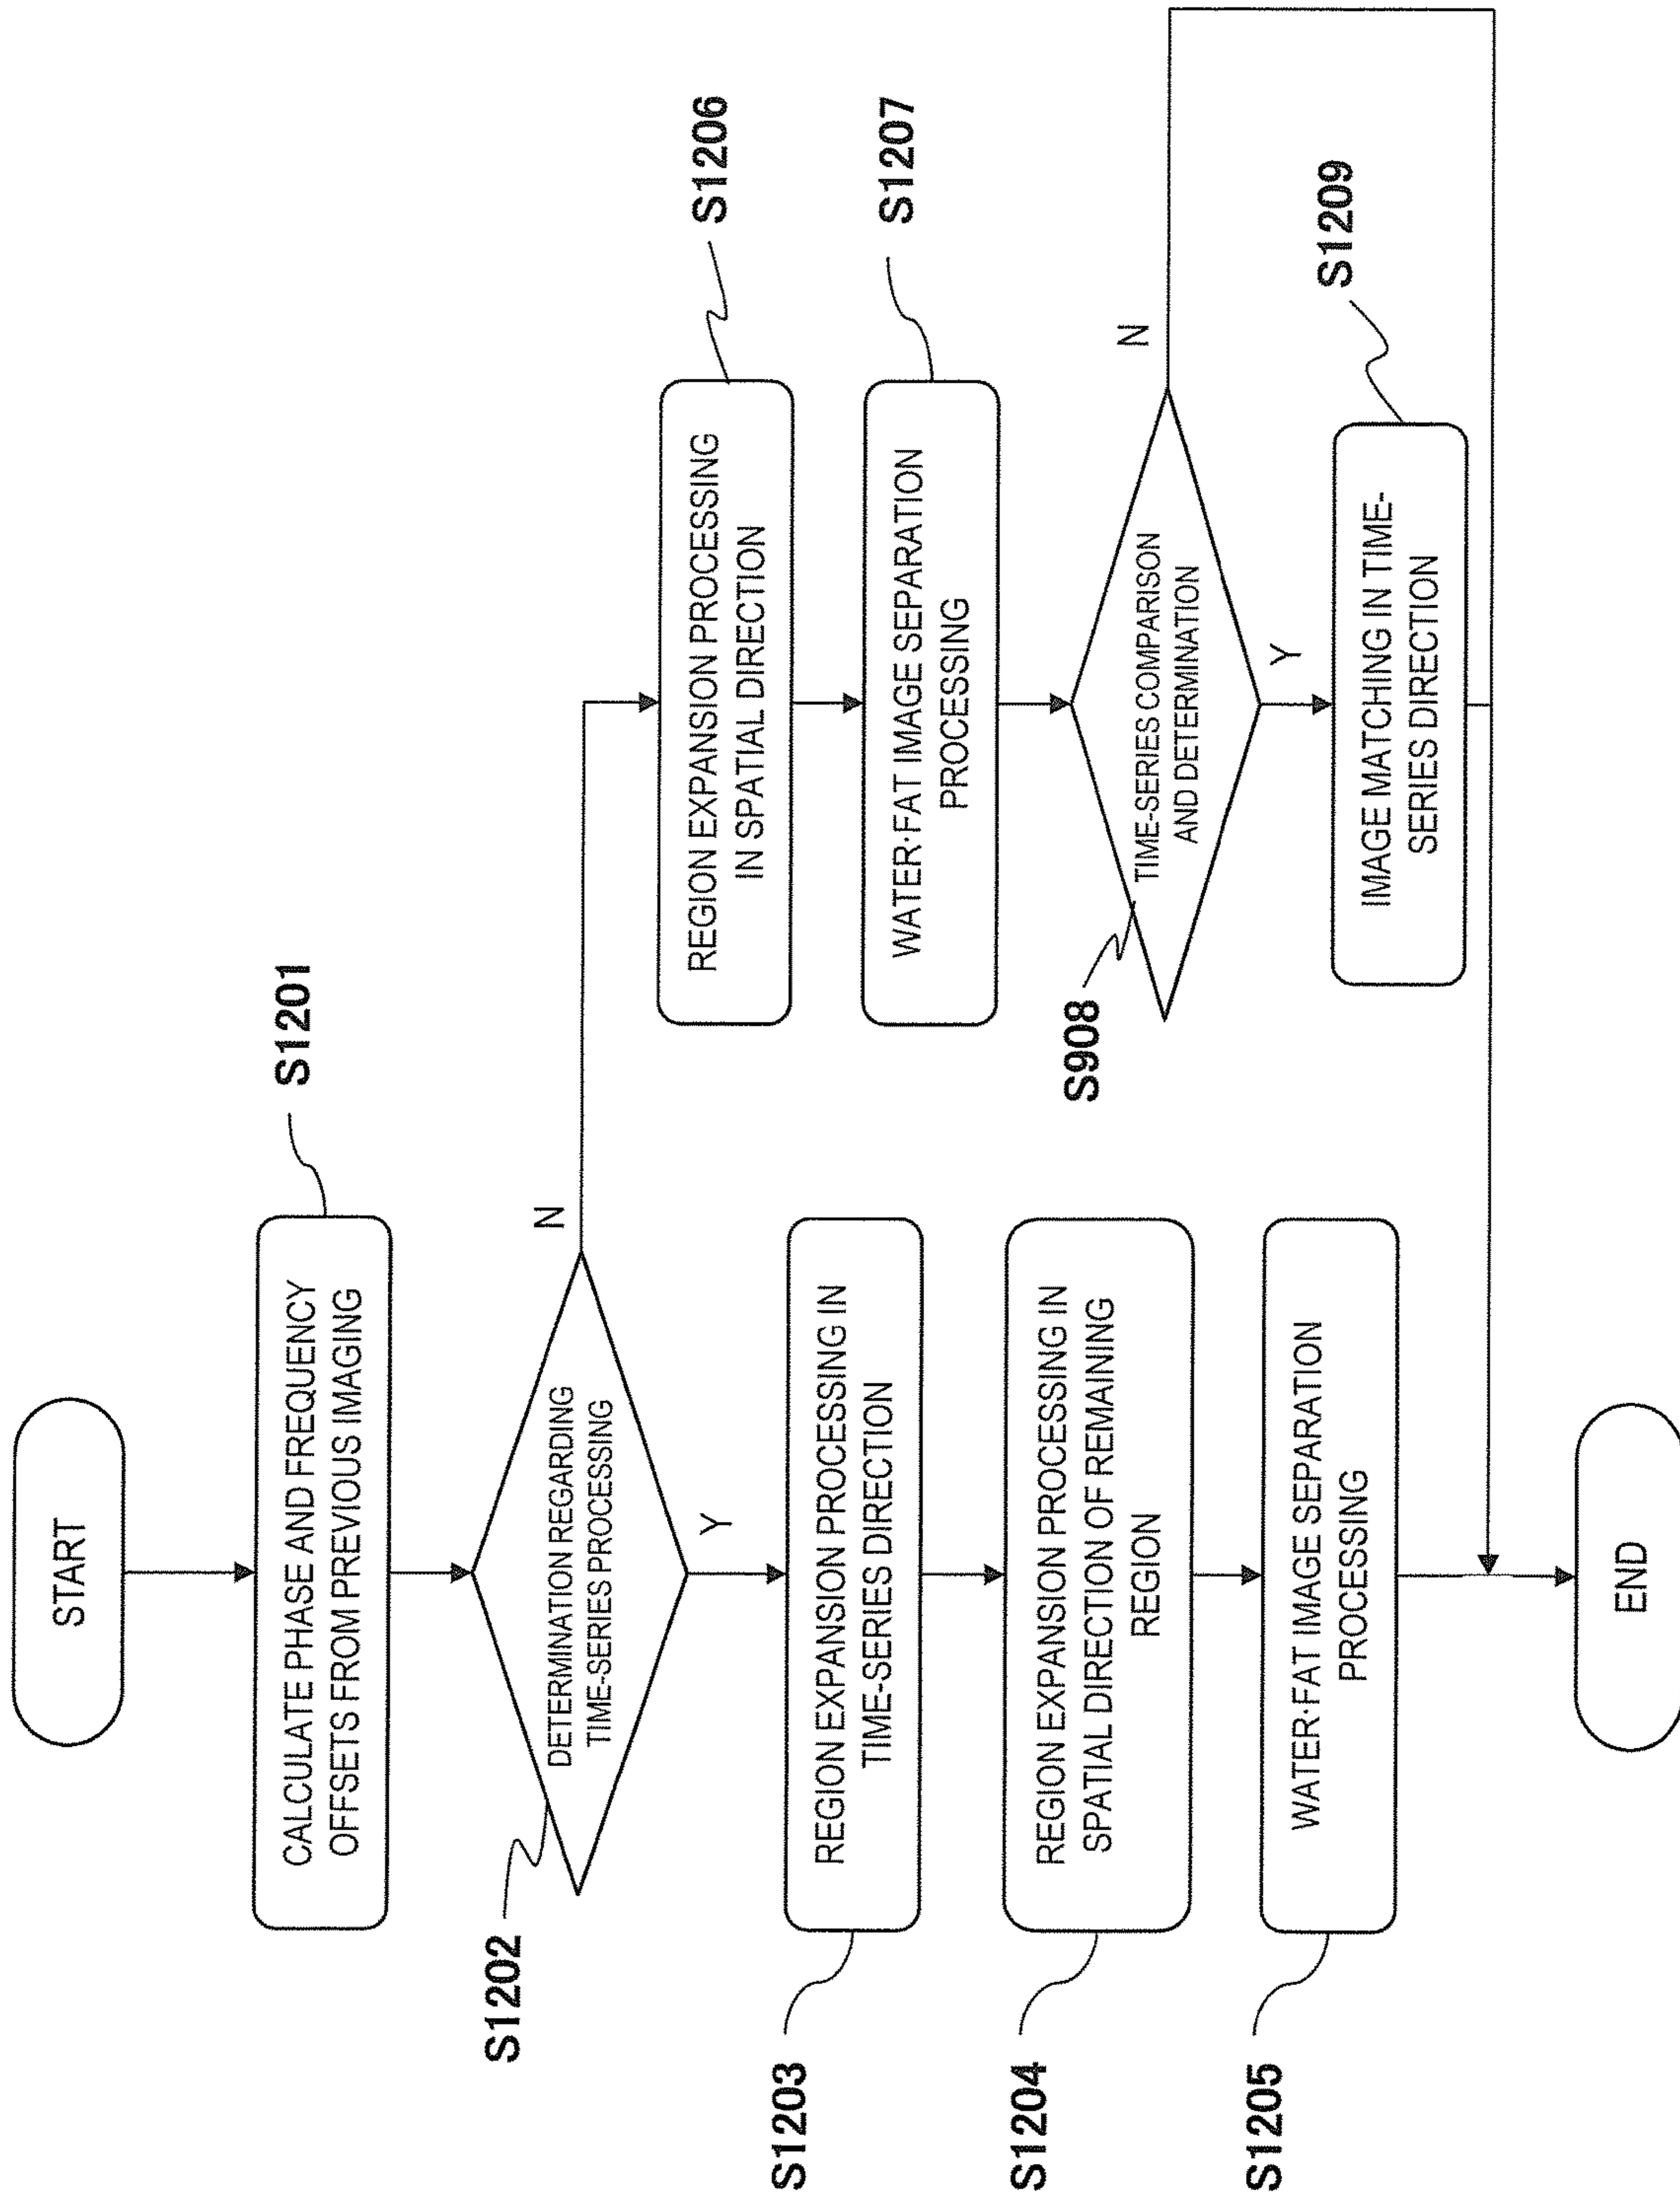 START
CALCULATE PHASE AND FREQUENCY
OFFSETS FROM PREVIOUS IMAGING
S1201
DETERMINATION REGARDING
TIME-SERIES PROCESSING
S1202
N
Y
REGION EXPANSION PROCESSING IN
TIME-SERIES DIRECTION
S1203
REGION EXPANSION PROCESSING IN
SPATIAL DIRECTION OF REMAINING
REGION
S1204
WATER·FAT IMAGE SEPARATION
PROCESSING
S1205
REGION EXPANSION PROCESSING
IN SPATIAL DIRECTION
S1206
WATER·FAT IMAGE SEPARATION
PROCESSING
S1207
TIME-SERIES COMPARISON
AND DETERMINATION
S908
N
Y
IMAGE MATCHING IN TIME-
SERIES DIRECTION
S1209
END